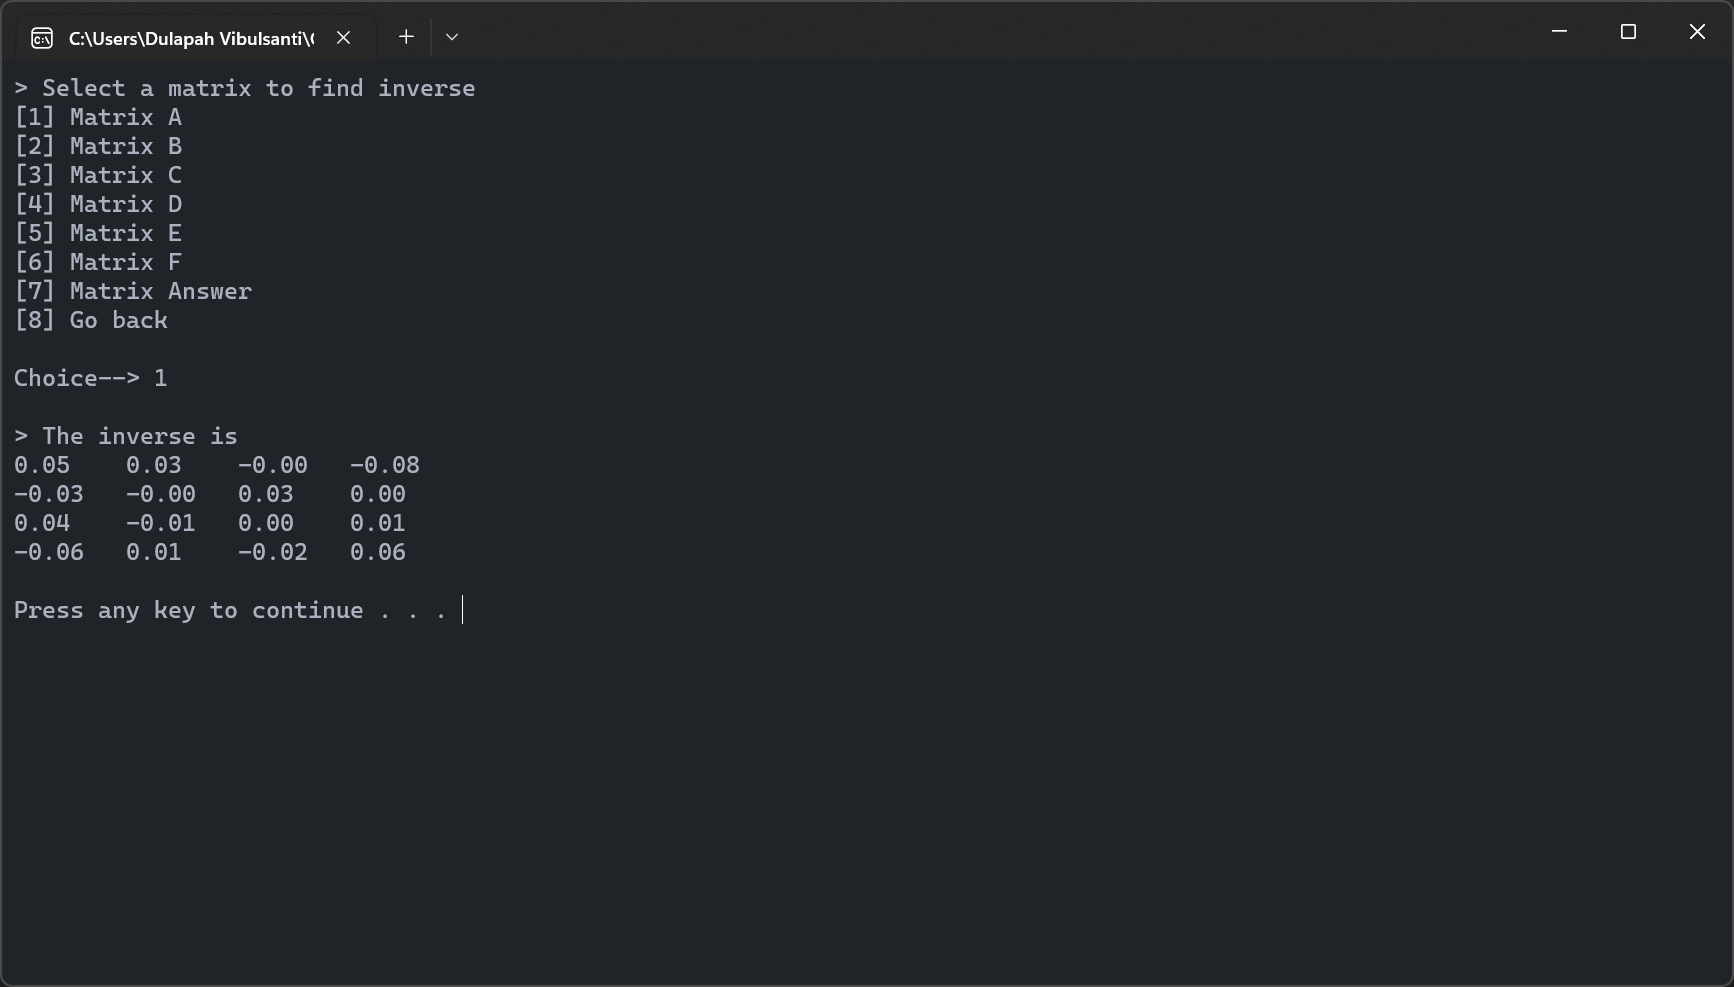 C:\Users\Dulapah Vibulsanti\
> Select a matrix to find inverse
[1] Matrix A
[2] Matrix B
[3] Matrix C
[4] Matrix D
[5] Matrix E
[6] Matrix F
[7] Matrix Answer
[8] Go back
Choice--> 1
> The inverse is
0.05 0.03 -0.00 -0.08
-0.03 -0.00 0.03 0.00
0.04 -0.01 0.00 0.01
-0.06 0.01 -0.02 0.06
Press any key to continue . . .